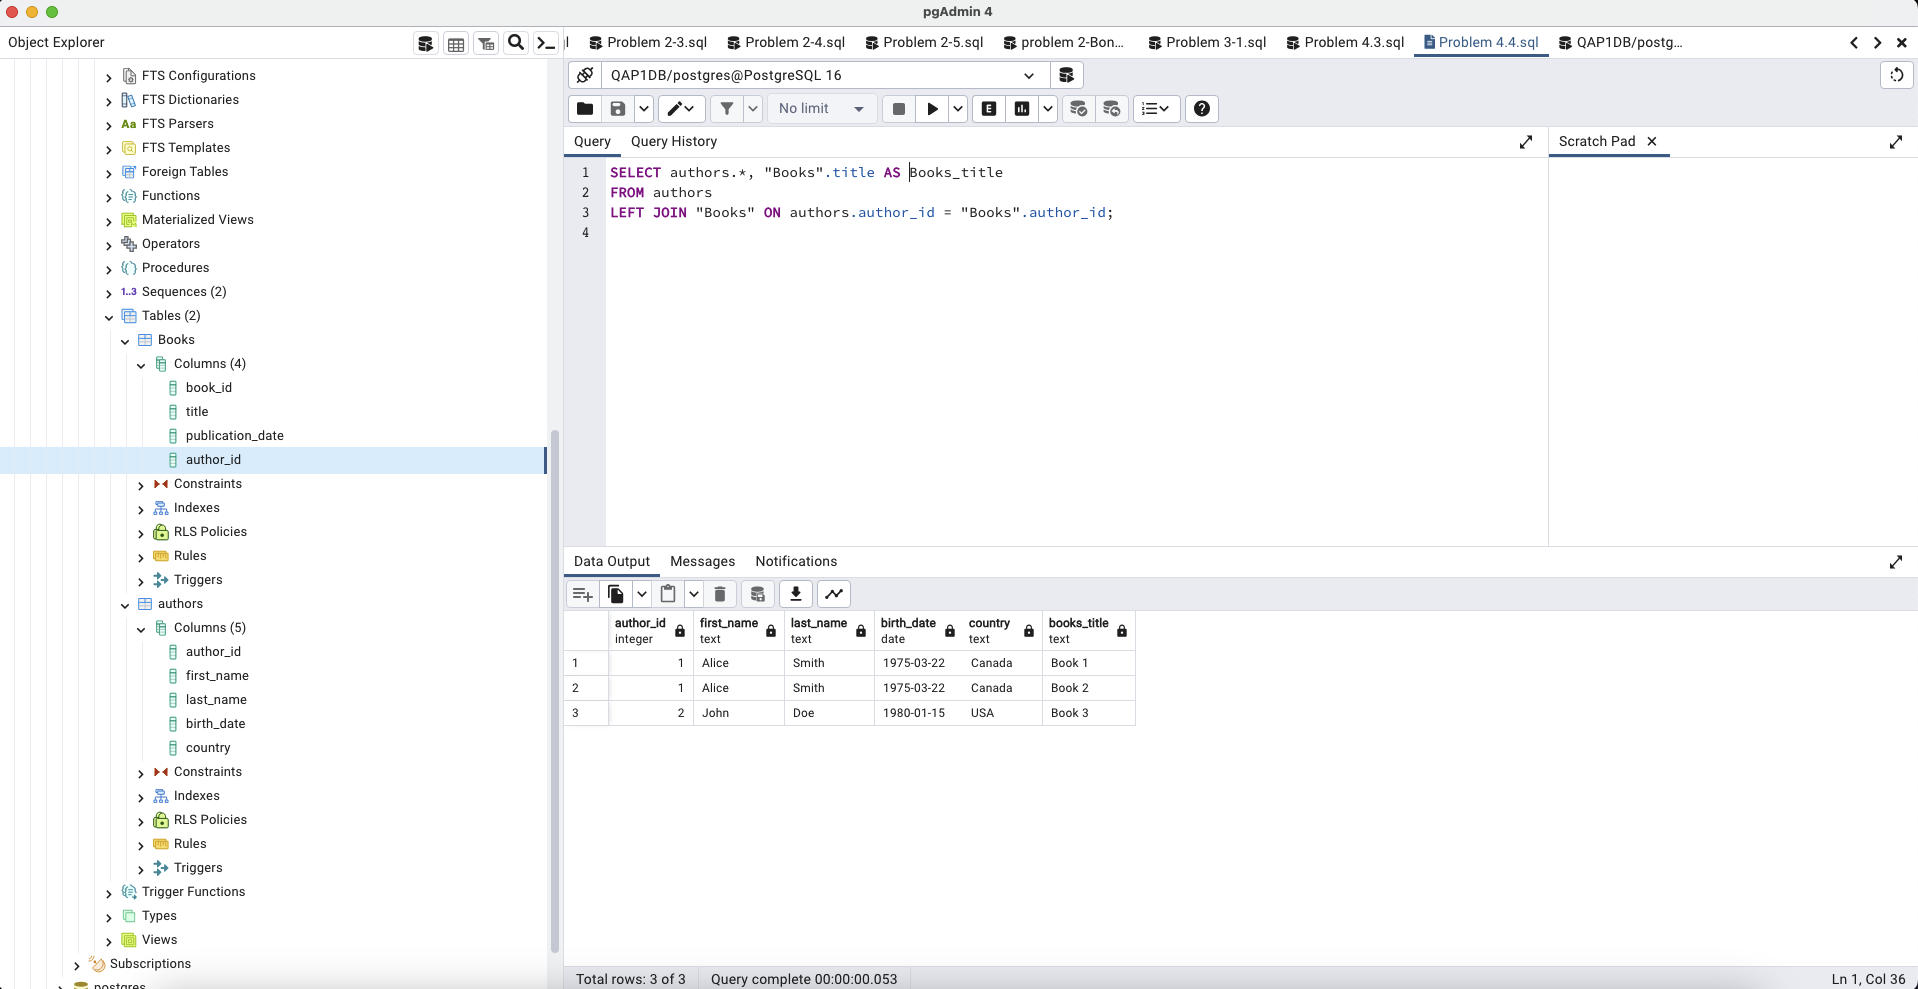 pgAdmin 4
Object Explorer
Problem 2-3.sql
Problem 2-4.sql
Problem 2-5.sql
problem 2-Bon...
Problem 3-1.sql
Problem 4.3.sql
Problem 4.4.sql
QAP1DB/postg...
FTS Configurations
FTS Dictionaries
Aa FTS Parsers
FTS Templates
Foreign Tables
Functions
Materialized Views
Operators
Procedures
1..3 Sequences (2)
Tables (2)
Books
Columns (4)
book_id
title
publication_date
author_id
Constraints
Indexes
RLS Policies
Rules
Triggers
authors
Columns (5)
author_id
first_name
last_name
birth_date
country
Constraints
Indexes
RLS Policies
Rules
Triggers
Trigger Functions
Types
Views
Subscriptions
postgres
QAP1DB/postgres@PostgreSQL 16
No limit
E
Query
Query History
Scratch Pad
1 SELECT authors.*, "Books".title AS Books_title
2 FROM authors
3 LEFT JOIN "Books" ON authors.author_id = "Books".author_id;
4
Data Output
Messages
Notifications
author_id integer
first_name text
last_name text
birth_date date
country text
books_title text
1 1 Alice Smith 1975-03-22 Canada Book 1
2 1 Alice Smith 1975-03-22 Canada Book 2
3 2 John Doe 1980-01-15 USA Book 3
Total rows: 3 of 3
Query complete 00:00:00.053
Ln 1, Col 36